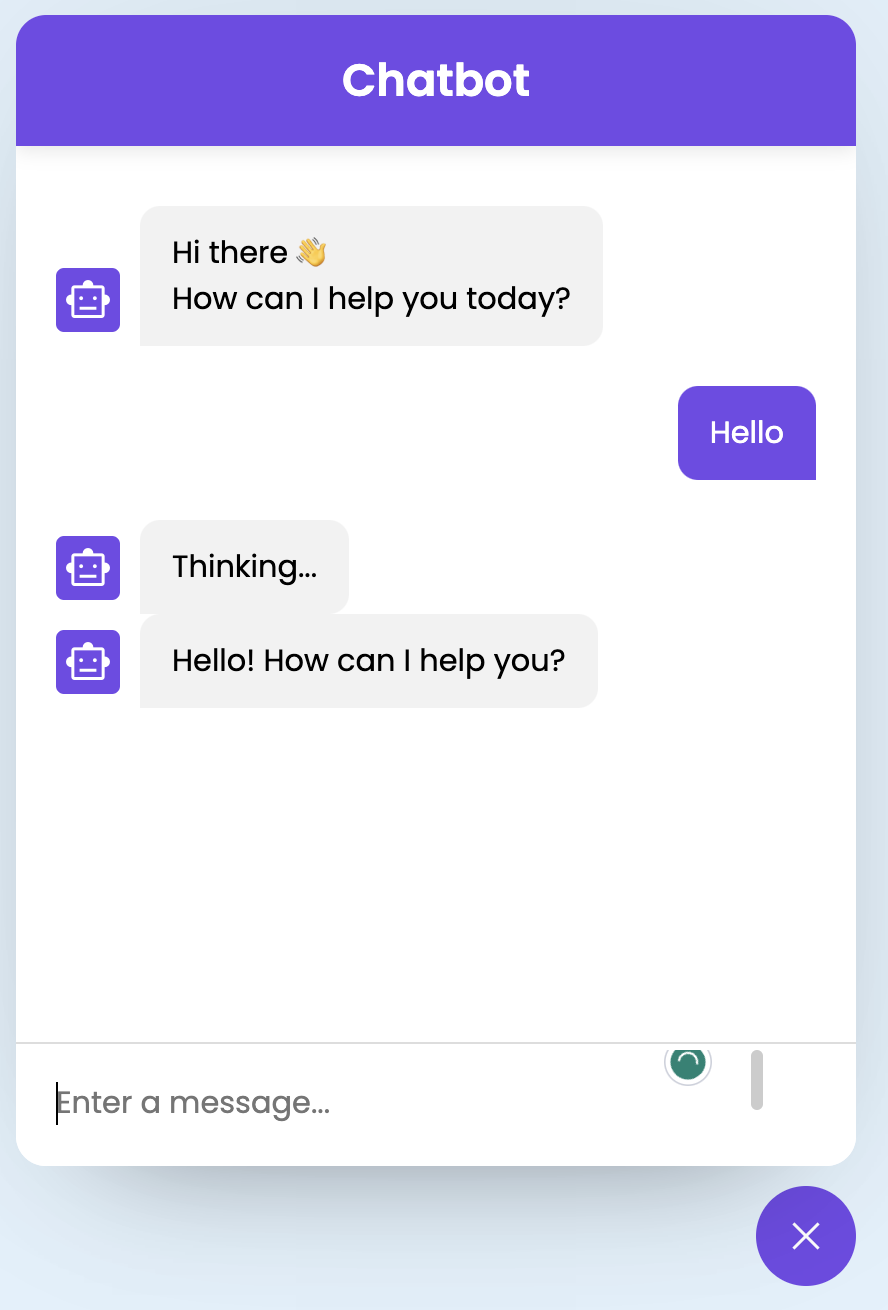 Chatbot
Hi there 👋
How can I help you today?
Hello
Thinking...
Hello! How can I help you?
Enter a message...